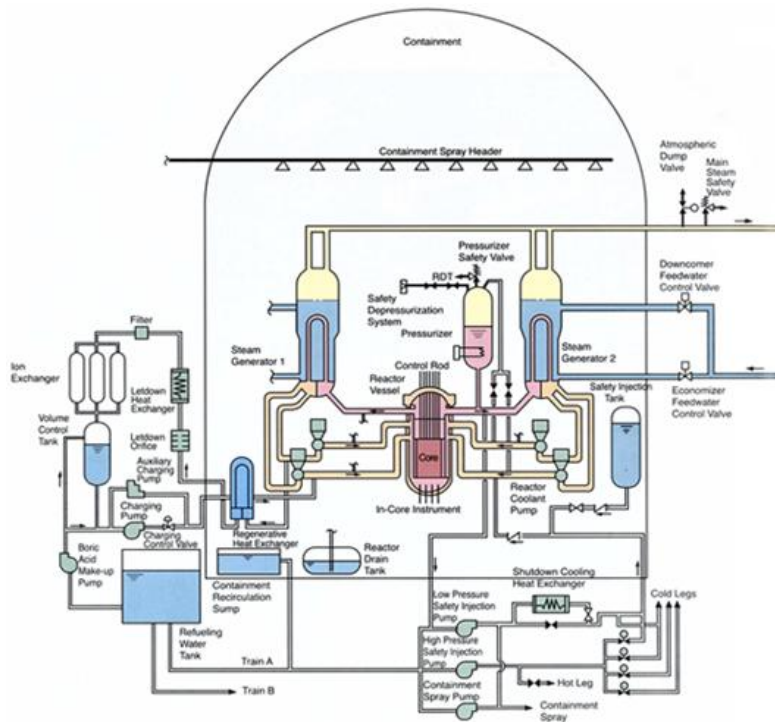 Containment
Containment Spray Header
Atmospheric
Dump
Valve
Main
Steam
Safety
Valve
Pressurizer
Safety Valve
RDT
Safety
Depressurization
System
Downcomer
Feedwater
Control Valve
Filter
Pressurizer
Steam
Generator 1
Control Rod
Steam
Generator 2
Ion
Exchanger
Letdown Heat
Exchanger
Reactor
Vessel
Safety Injection
Tank
Economizer
Feedwater
Control Valve
Volume
Control
Tank
Letdown
Orifice
Auxiliary
Charging
Pump
Core
Charging
Pump
In-Core Instrument
Reactor
Coolant
Pump
Charging
Control Valve
Regenerative
Heat Exchanger
Boric
Acid
Make-up
Pump
Reactor
Drain
Tank
Containment
Recirculation
Sump
Shutdown Cooling
Heat Exchanger
Low Pressure
Safety Injection
Pump
Cold Legs
Refueling
Water
Tank
High Pressure
Safety Injection
Pump
Train A
Train B
Containment
Spray Pump
Hot Leg
Containment
Spray